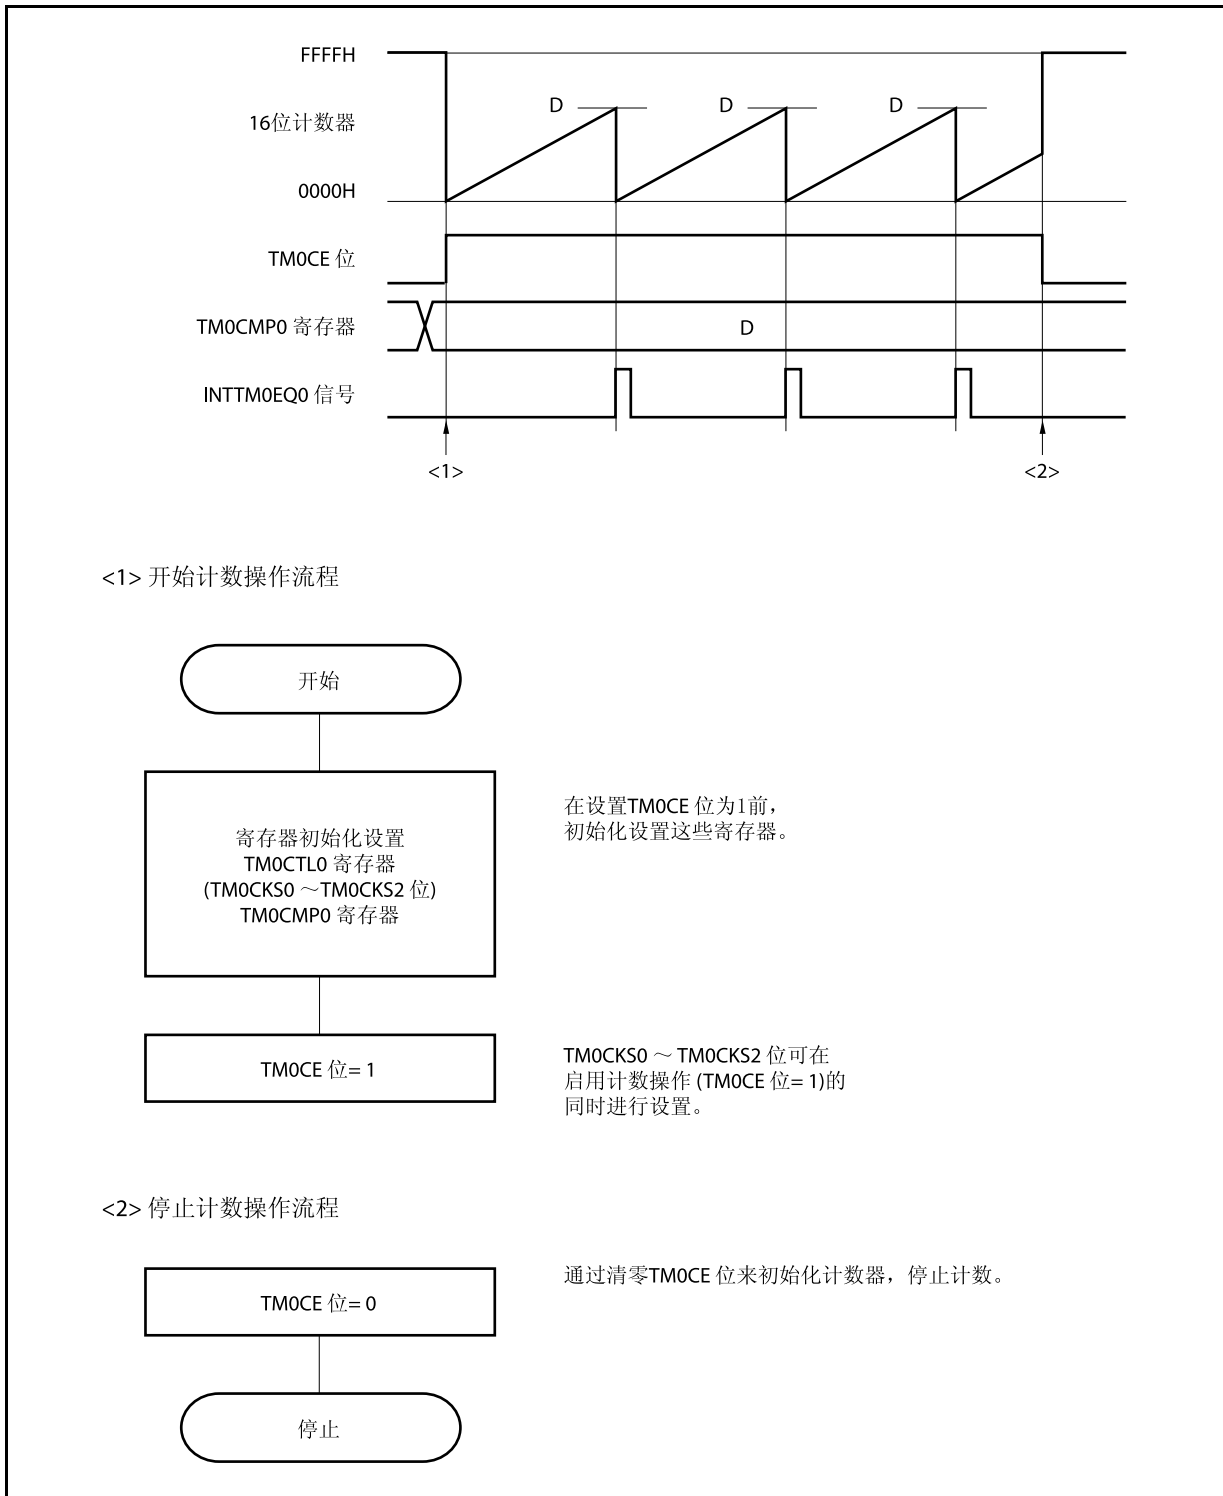 FFFFH
D D D
16位计数器
0000H
TM0CE 位
TM0CMP0 寄存器
D
INTTM0EQ0 信号
<1> <2>
<1> 开始计数操作流程
开始
寄存器初始化设置
TM0CTL0 寄存器
(TM0CKS0 ～TM0CKS2 位)
TM0CMP0 寄存器
在设置TM0CE 位为1前，
初始化设置这些寄存器。
TM0CE 位= 1
TM0CKS0 ～ TM0CKS2 位可在
启用计数操作 (TM0CE 位= 1)的
同时进行设置。
<2> 停止计数操作流程
TM0CE 位= 0
通过清零TM0CE 位来初始化计数器，停止计数。
停止